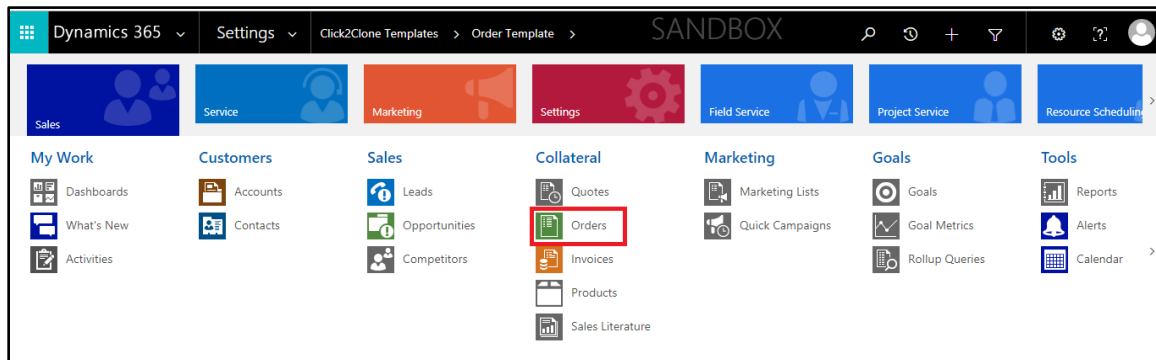 Dynamics 365 Settings Click2Clone Templates > Order Template > SANDBOX
Sales Service Marketing Settings Field Service Project Service Resource Scheduling
My Work Customers Sales Collateral Marketing Goals Tools
Dashboards Accounts Leads Quotes Marketing Lists Goals Reports
What's New Contacts Opportunities Orders Quick Campaigns Goal Metrics Alerts
Activities Competitors Invoices Rollup Queries Calendar
Products
Sales Literature